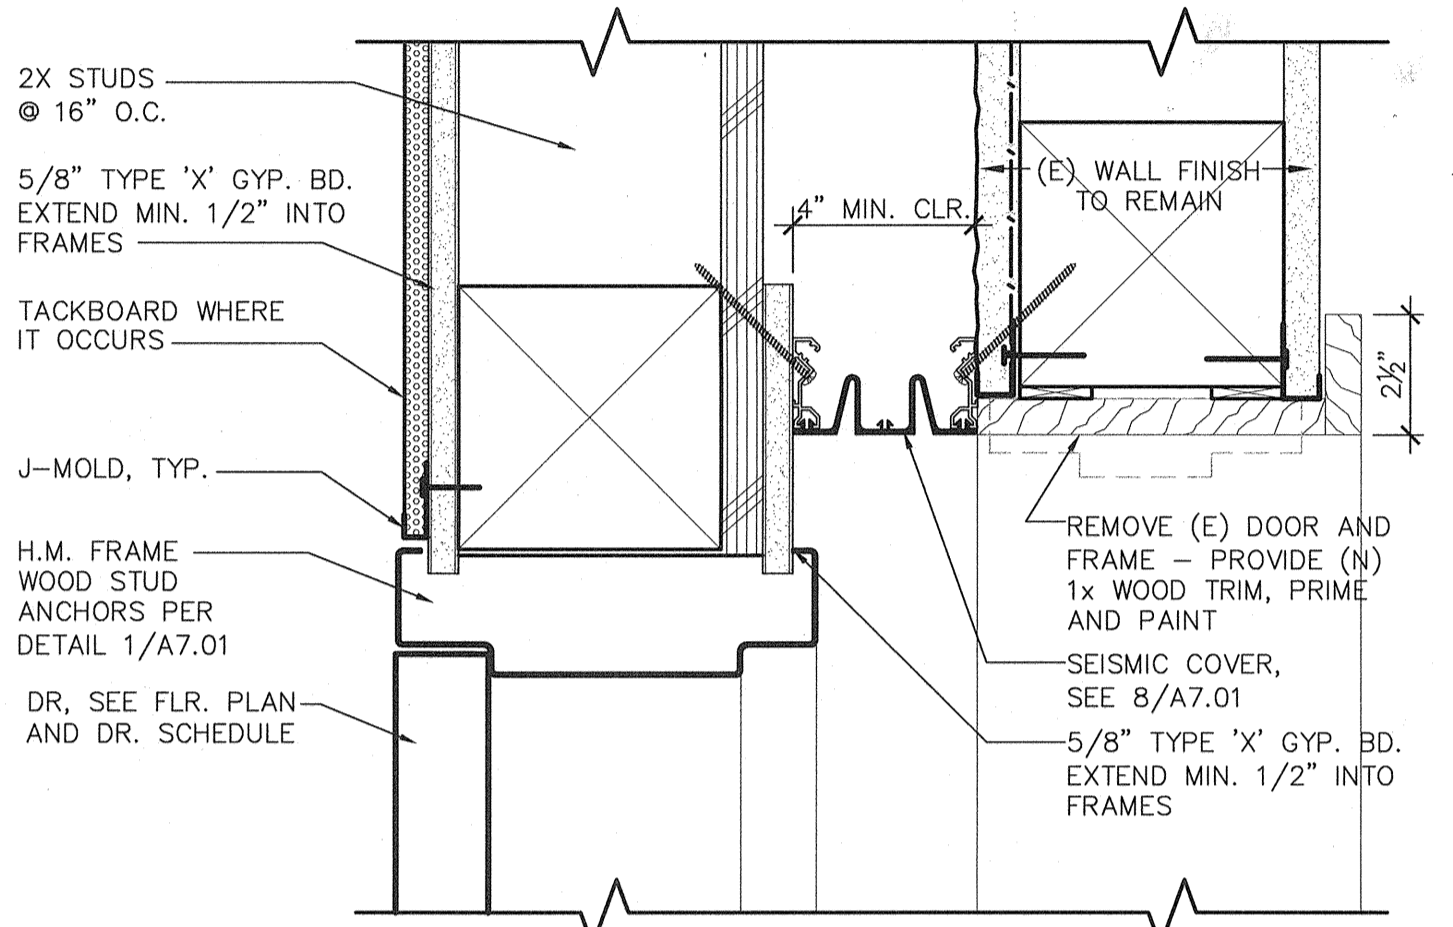 2X STUDS
@ 16" O.C.
5/8" TYPE 'X' GYP. BD.
EXTEND MIN. 1/2" INTO
FRAMES
TACKBOARD WHERE
IT OCCURS
J-MOLD, TYP.
H.M. FRAME
WOOD STUD
ANCHORS PER
DETAIL 1/A7.01
DR, SEE FLR. PLAN
AND DR. SCHEDULE
4" MIN. CLR.
(E) WALL FINISH
TO REMAIN
2½"
REMOVE (E) DOOR AND
FRAME – PROVIDE (N)
1x WOOD TRIM, PRIME
AND PAINT
SEISMIC COVER,
SEE 8/A7.01
5/8" TYPE 'X' GYP. BD.
EXTEND MIN. 1/2" INTO
FRAMES